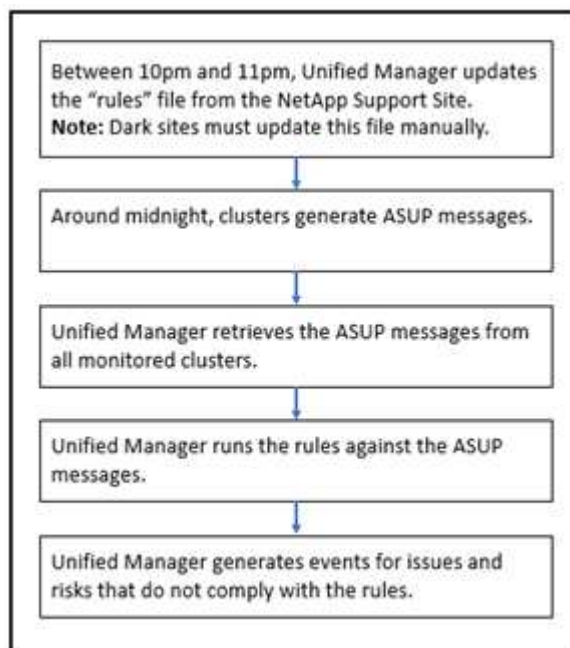 Between 10pm and 11pm, Unified Manager updates
the “rules” file from the NetApp Support Site.
Note: Dark sites must update this file manually.
Around midnight, clusters generate ASUP messages.
Unified Manager retrieves the ASUP messages from
all monitored clusters.
Unified Manager runs the rules against the ASUP
messages.
Unified Manager generates events for issues and
risks that do not comply with the rules.